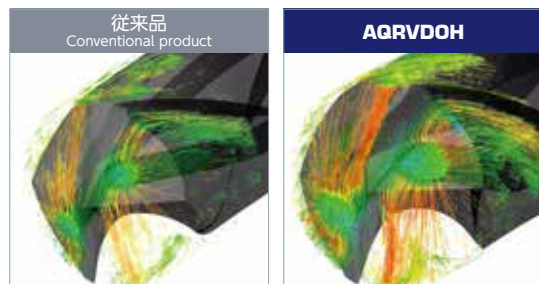 従来品
Conventional product
AQRVDOH